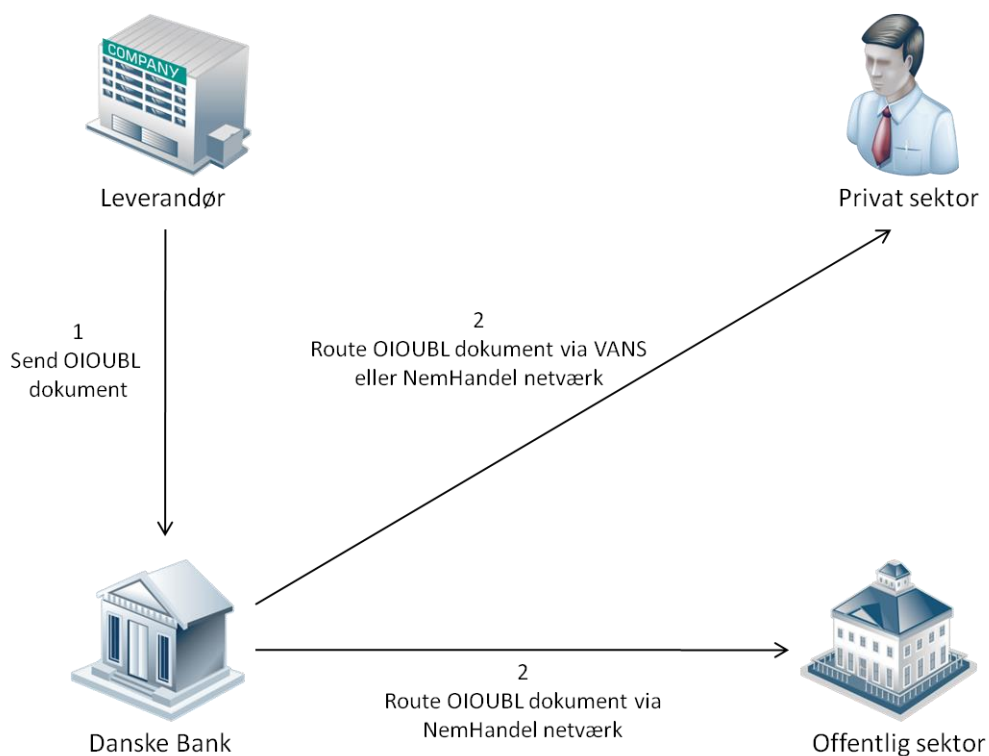 COMPANY
Leverandør
Privat sektor
1
Send OIOUBL
dokument
2
Route OIOUBL dokument via VANS
eller NemHandel netværk
2
Route OIOUBL dokument via
NemHandel netværk
Danske Bank
Offentlig sektor